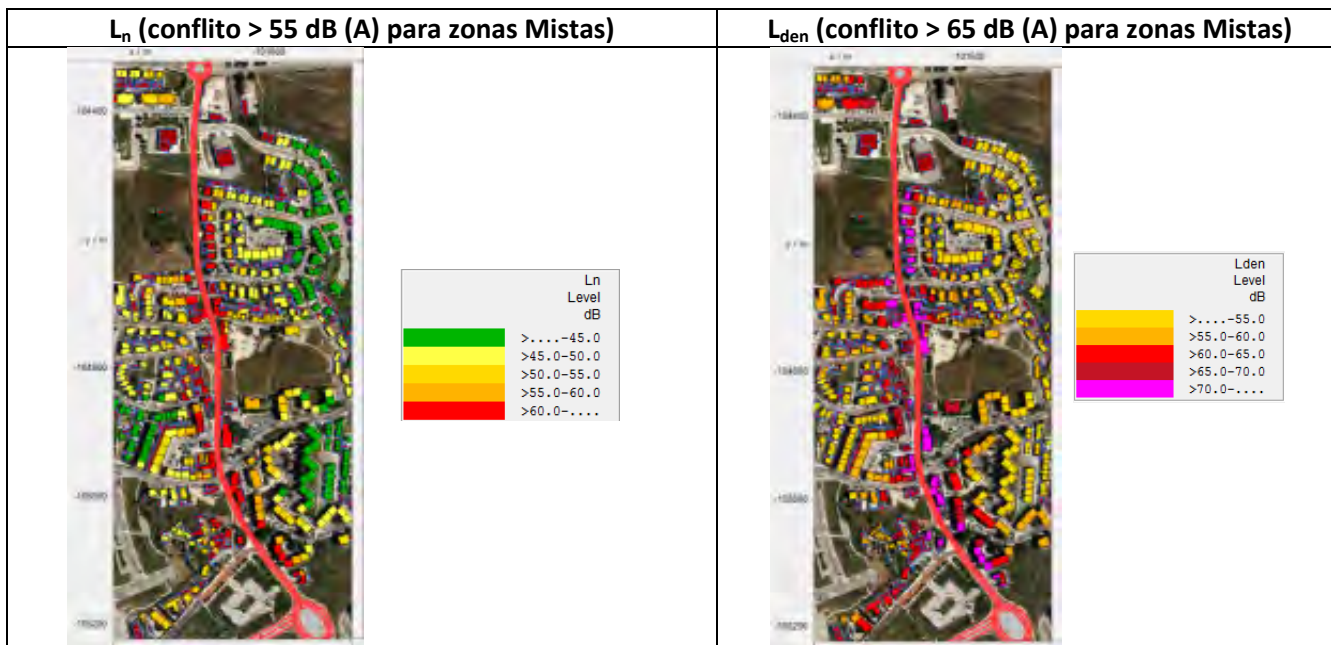 Ln (conflito > 55 dB (A) para zonas Mistas)
Lden (conflito > 65 dB (A) para zonas Mistas)
-104400
-104400
Ln
Level
dB
>....-45.0
>45.0-50.0
>50.0-55.0
>55.0-60.0
>60.0-....
Lden
Level
dB
>....-55.0
>55.0-60.0
>60.0-65.0
>65.0-70.0
>70.0-....